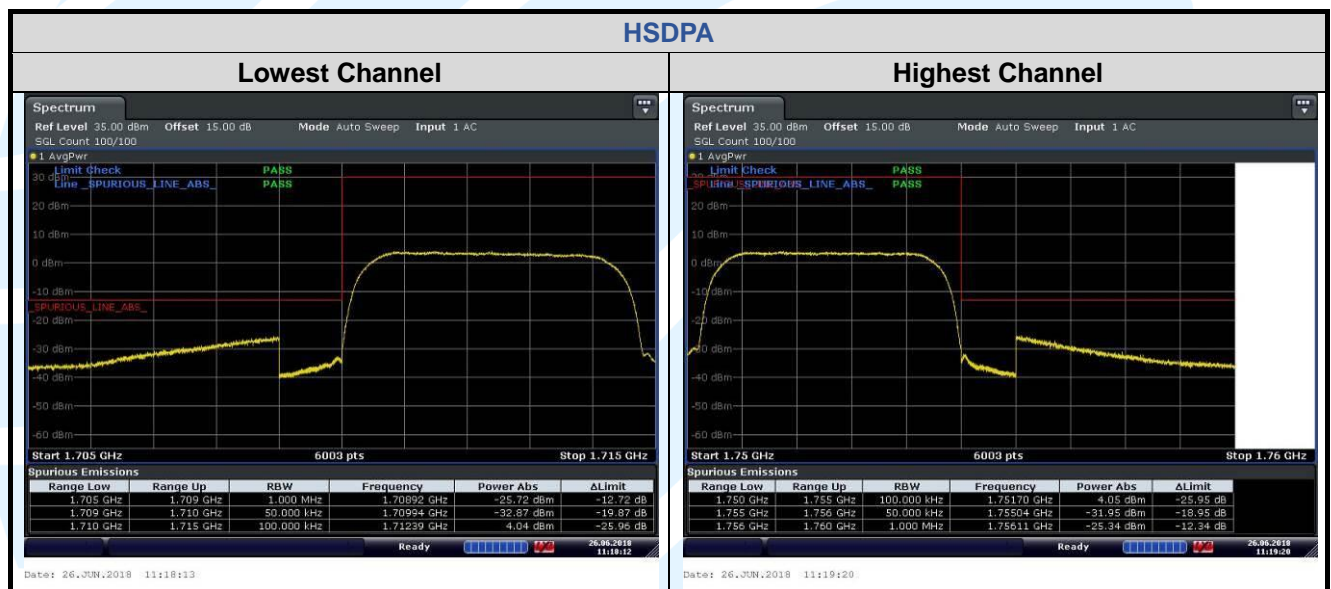 HSDPA
Lowest Channel
Highest Channel
Spectrum
Ref Level 35.00 dBm Offset 15.00 dB Mode Auto Sweep Input 1 AC
SGL Count 100/100
1 AvgPwr
Limit Check PASS
30 dBm
Line _SPURIOUS_LINE_ABS_ PASS
20 dBm
10 dBm
0 dBm
-10 dBm
_SPURIOUS_LINE_ABS_
-20 dBm
-30 dBm
-40 dBm
-50 dBm
-60 dBm
Start 1.705 GHz 6003 pts Stop 1.715 GHz
Spurious Emissions
Range Low Range Up RBW Frequency Power Abs ΔLimit
1.705 GHz 1.709 GHz 1.000 MHz 1.70892 GHz -25.72 dBm -12.72 dB
1.709 GHz 1.710 GHz 50.000 kHz 1.70994 GHz -32.87 dBm -19.87 dB
1.710 GHz 1.715 GHz 100.000 kHz 1.71239 GHz 4.04 dBm -25.96 dB
Ready 26.06.2018
11:18:12
Date: 26.JUN.2018 11:18:13
Spectrum
Ref Level 35.00 dBm Offset 15.00 dB Mode Auto Sweep Input 1 AC
SGL Count 100/100
1 AvgPwr
Limit Check PASS
_SPURIOUS_LINE_ABS_ PASS
20 dBm
10 dBm
0 dBm
-10 dBm
-20 dBm
-30 dBm
-40 dBm
-50 dBm
-60 dBm
Start 1.75 GHz 6003 pts Stop 1.76 GHz
Spurious Emissions
Range Low Range Up RBW Frequency Power Abs ΔLimit
1.750 GHz 1.755 GHz 100.000 kHz 1.75170 GHz 4.05 dBm -25.95 dB
1.755 GHz 1.756 GHz 50.000 kHz 1.75504 GHz -31.95 dBm -18.95 dB
1.756 GHz 1.760 GHz 1.000 MHz 1.75611 GHz -25.34 dBm -12.34 dB
Ready 26.06.2018
11:19:20
Date: 26.JUN.2018 11:19:20